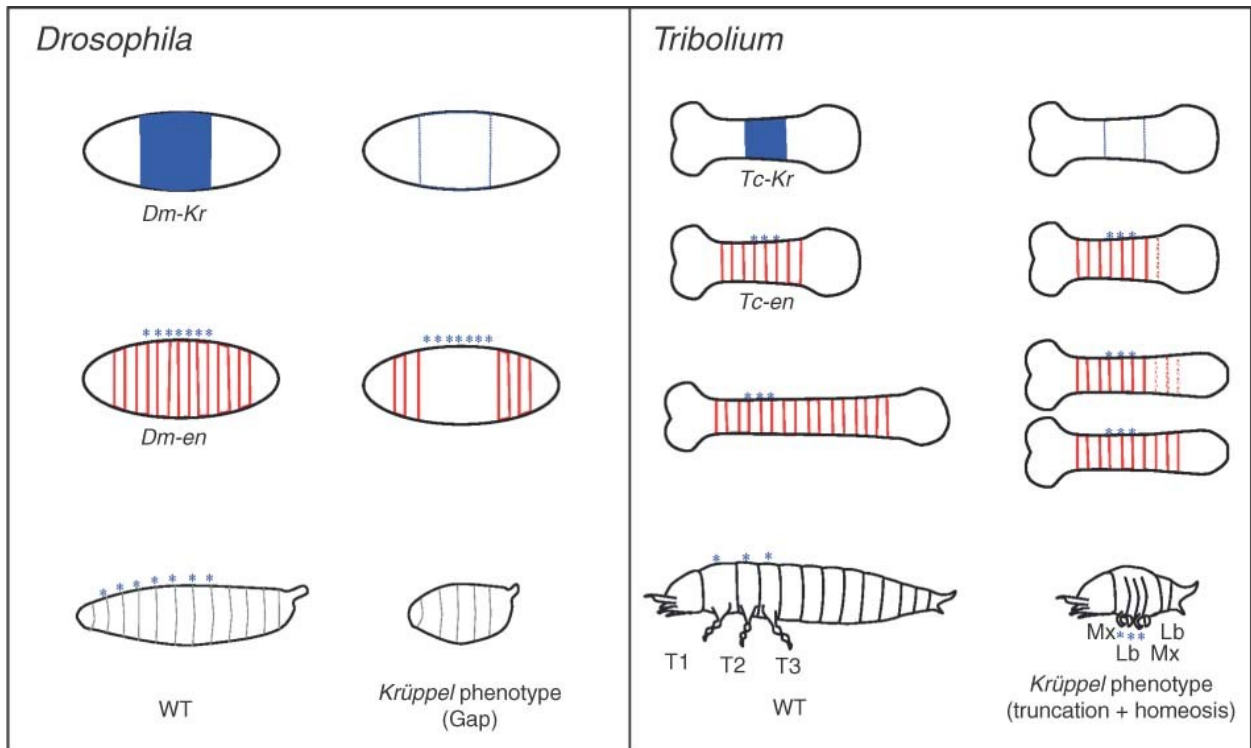 Drosophila
Dm-Kr
Dm-en
*******
*******
*******
WT
Krüppel phenotype
(Gap)
Tribolium
Tc-Kr
***
***
Tc-en
***
***
***
***
T1 T2 T3
WT
Mx *** Lb
Lb Mx
Krüppel phenotype
(truncation + homeosis)